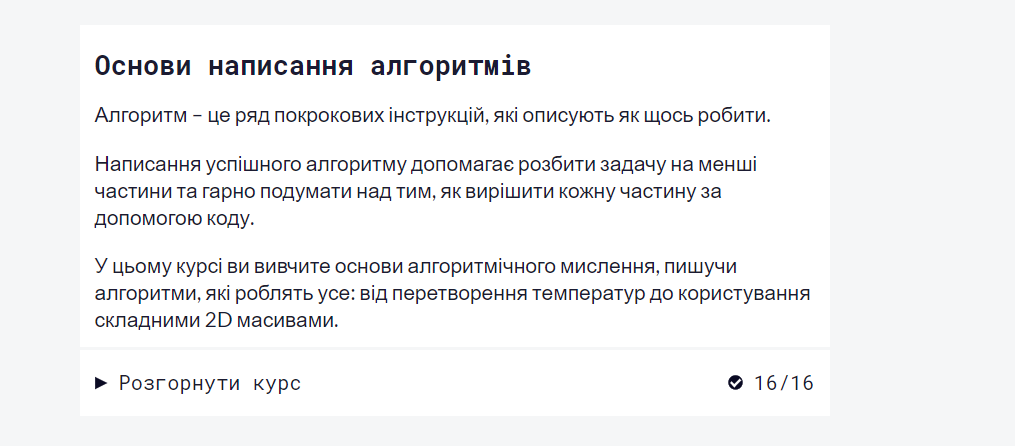 Основи написання алгоритмів
Алгоритм – це ряд покрокових інструкцій, які описують як щось робити.
Написання успішного алгоритму допомагає розбити задачу на менші
частини та гарно подумати над тим, як вирішити кожну частину за
допомогою коду.
У цьому курсі ви вивчите основи алгоритмічного мислення, пишучи
алгоритми, які роблять усе: від перетворення температур до користування
складними 2D масивами.
Розгорнути курс 16/16